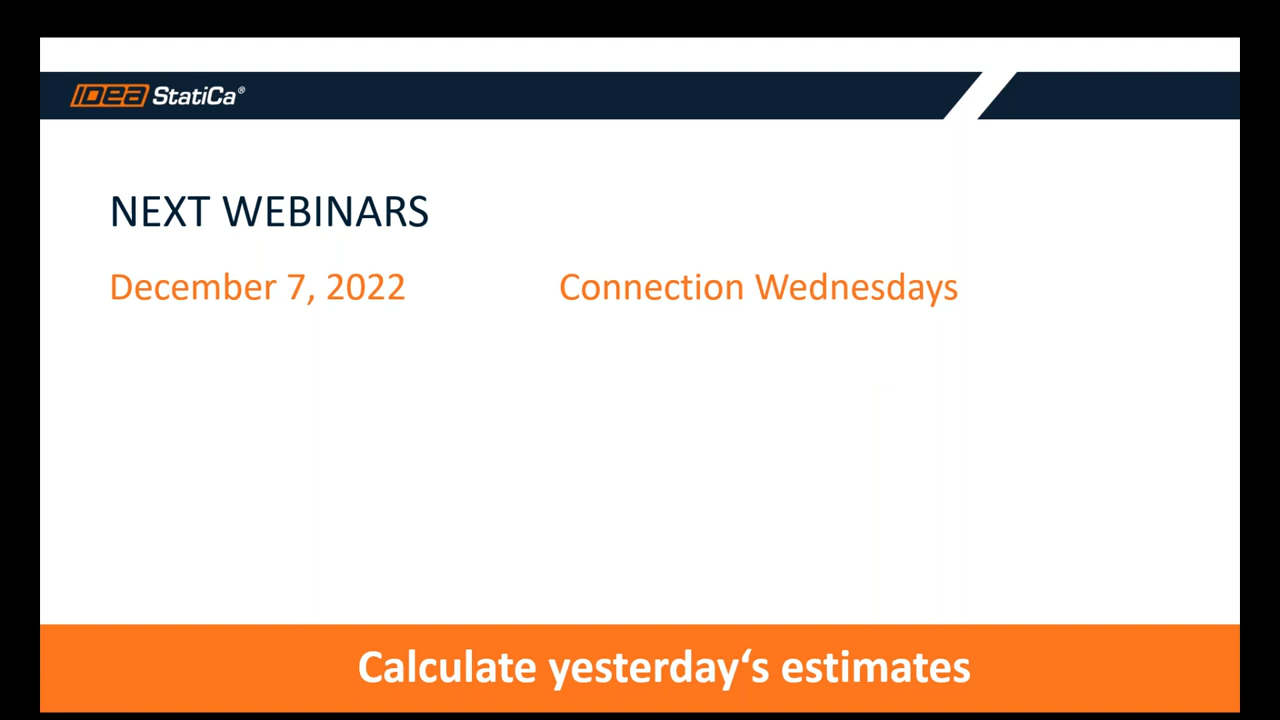 IDEA StatiCa®
NEXT WEBINARS
December 7, 2022 Connection Wednesdays
Calculate yesterday‘s estimates